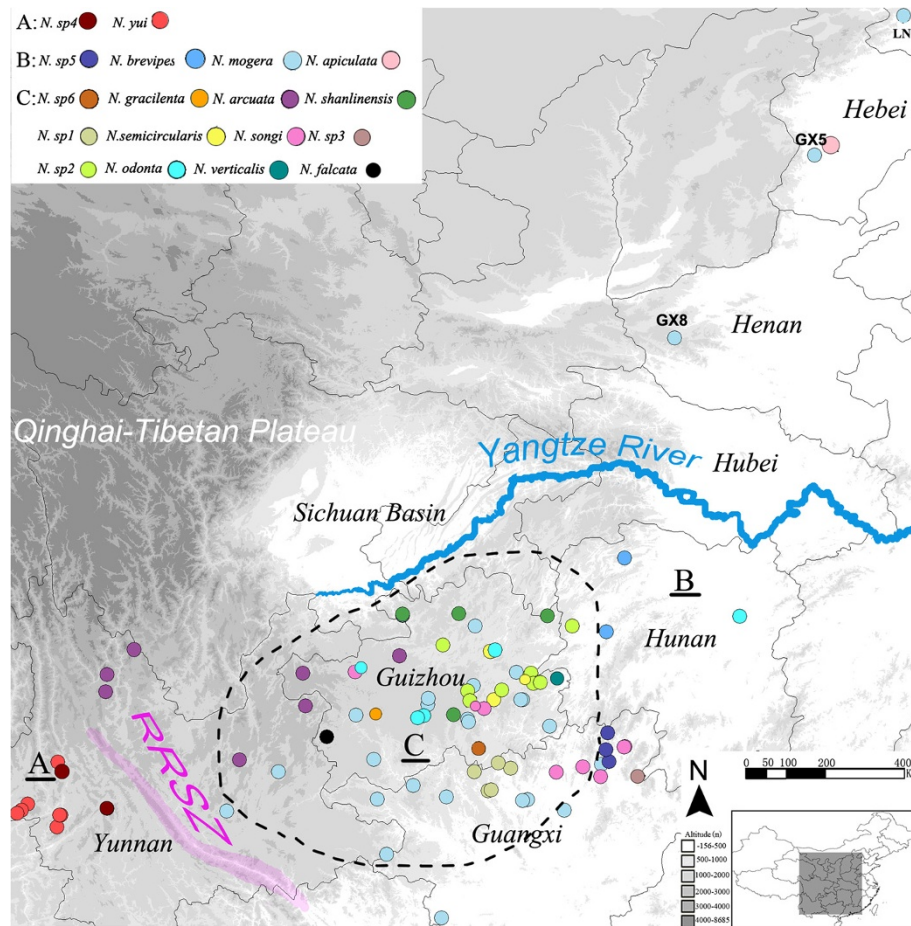 A: N. sp4 N. yui
B: N. sp5 N. brevipes N. mogera N. apiculata
C: N. sp6 N. gracilenta N. arcuata N. shanlinensis
N. sp1 N.semicircularis N. songi N. sp3
N. sp2 N. odonta N. verticalis N. falcata
LN
Hebei
GX5
GX8
Henan
Qinghai-Tibetan Plateau
Yangtze River
Hubei
Sichuan Basin
B
Hunan
Guizhou
RRSZ
A
C
Yunnan
Guangxi
N
0 50 100 200 300 400
Altitude (n)
-156-500
500-1000
1000-2000
2000-3000
3000-4000
4000-8685